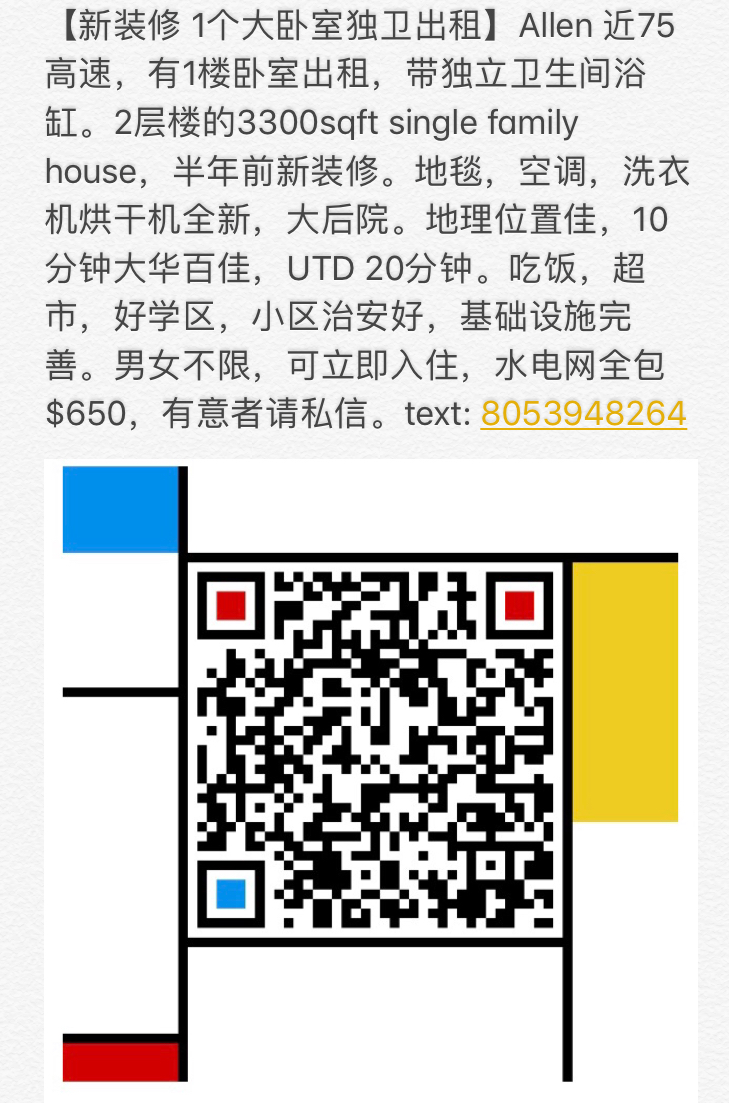 【新装修 1个大卧室独卫出租】Allen 近75
高速，有1楼卧室出租，带独立卫生间浴
缸。2层楼的3300sqft single family
house，半年前新装修。地毯，空调，洗衣
机烘干机全新，大后院。地理位置佳，10
分钟大华百佳，UTD 20分钟。吃饭，超
市，好学区，小区治安好，基础设施完
善。男女不限，可立即入住，水电网全包
$650，有意者请私信。text: 8053948264